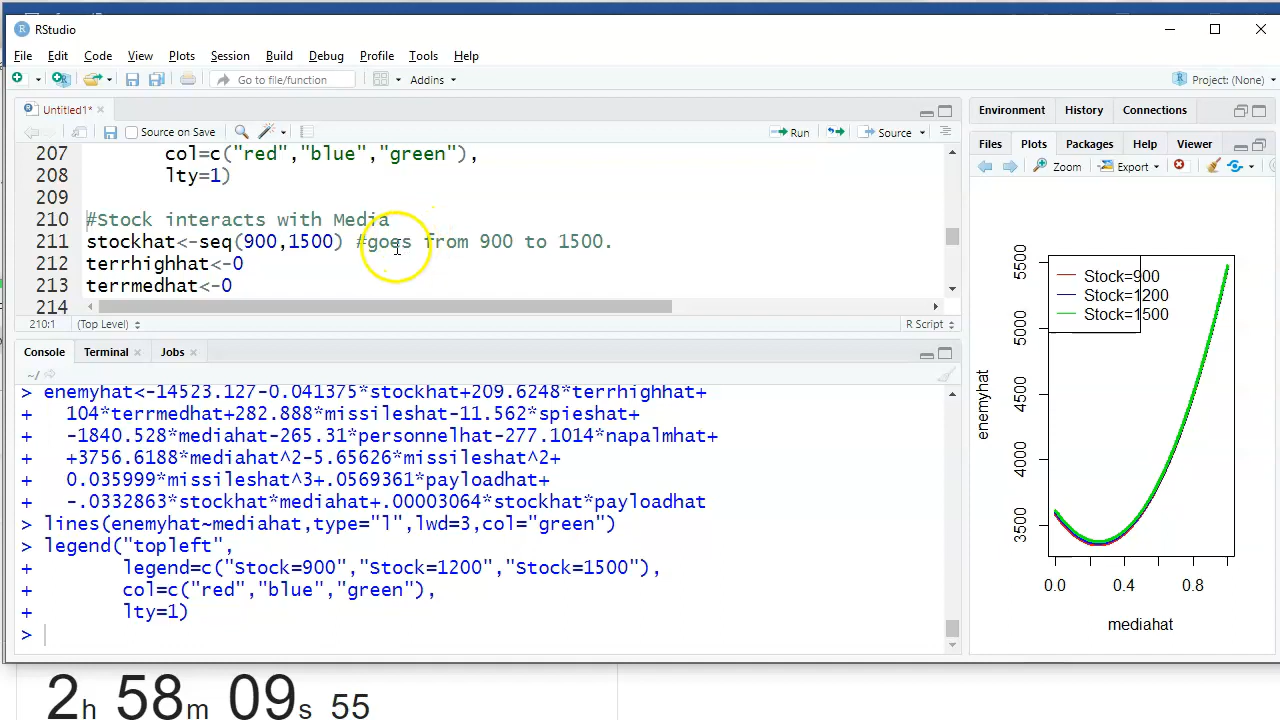 RStudio
File Edit Code View Plots Session Build Debug Profile Tools Help
Go to file/function Addins Project: (None)
Untitled1*
Source on Save Run Source
207 col=c("red","blue","green"),
208 lty=1)
209
210 #Stock interacts with Media
211 stockhat<-seq(900,1500) #goes from 900 to 1500.
212 terrhighhat<-0
213 terrmedhat<-0
214
210:1 (Top Level) R Script
Console Terminal Jobs
~/
> enemyhat<-14523.127-0.041375*stockhat+209.6248*terrhighhat+
+ 104*terrmedhat+282.888*missileshat-11.562*spieshat+
+ -1840.528*mediahat-265.31*personnelhat-277.1014*napalmhat+
+ +3756.6188*mediahat^2-5.65626*missileshat^2+
+ 0.035999*missileshat^3+.0569361*payloadhat+
+ -.0332863*stockhat*mediahat+.00003064*stockhat*payloadhat
> lines(enemyhat~mediahat,type="l",lwd=3,col="green")
> legend("topleft",
+ legend=c("Stock=900","Stock=1200","Stock=1500"),
+ col=c("red","blue","green"),
+ lty=1)
>
Environment History Connections
Files Plots Packages Help Viewer
Zoom Export
Stock=900
Stock=1200
Stock=1500
5500
5000
4500
4000
3500
enemyhat
0.0 0.4 0.8
mediahat
2h 58m 09s 55